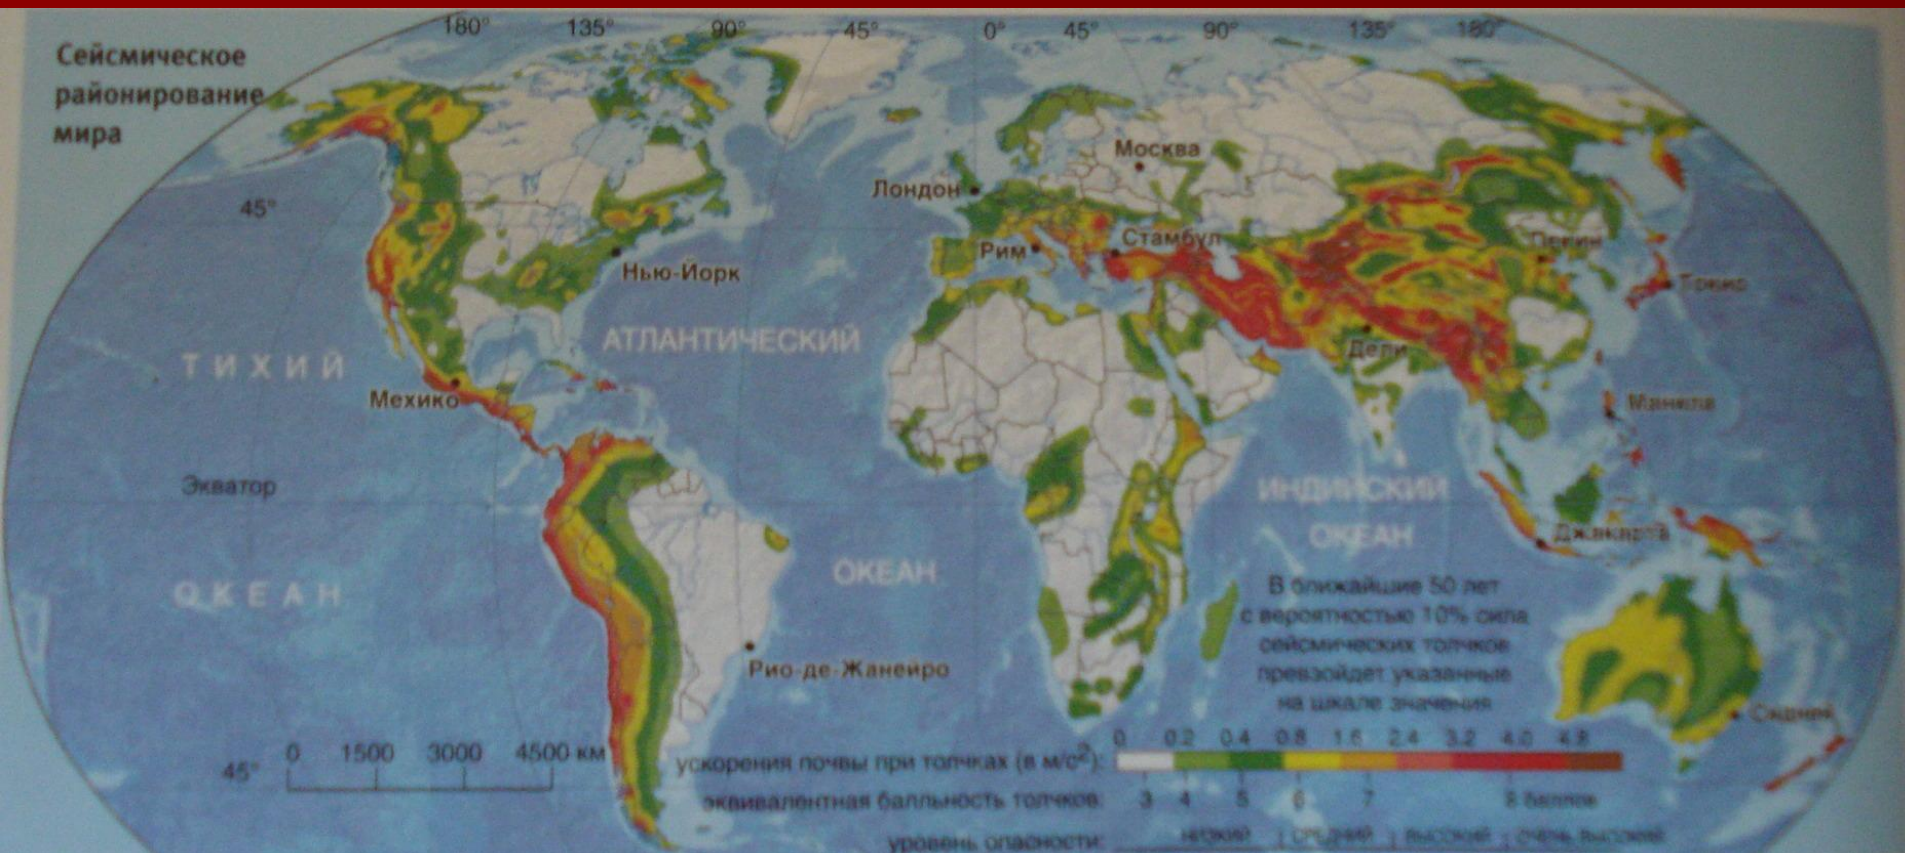 180° 135° 90° 45° 0° 45° 90° 135° 180°
Сейсмическое
районирование
мира
Москва
Лондон
45°
Стамбул
Рим
Пекин
Нью-Йорк
Токио
АТЛАНТИЧЕСКИЙ
Дели
ТИХИЙ
Мехико
Манила
Экватор
ИНДИЙСКИЙ
ОКЕАН
Джакарта
ОКЕАН
ОКЕАН
В ближайшие 50 лет
с вероятностью 10% сила
сейсмических толчков
превзойдет указанные
на шкале значения
Рио-де-Жанейро
Сидней
0 1500 3000 4500 км
45°
0 0.2 0.4 0.8 1.6 2.4 3.2 4.0 4.8
ускорения почвы при толчках (в м/с²):
эквивалентная балльность толчков: 3 4 5 6 7 8 баллов
уровень опасности: низкий средний высокий очень высокий